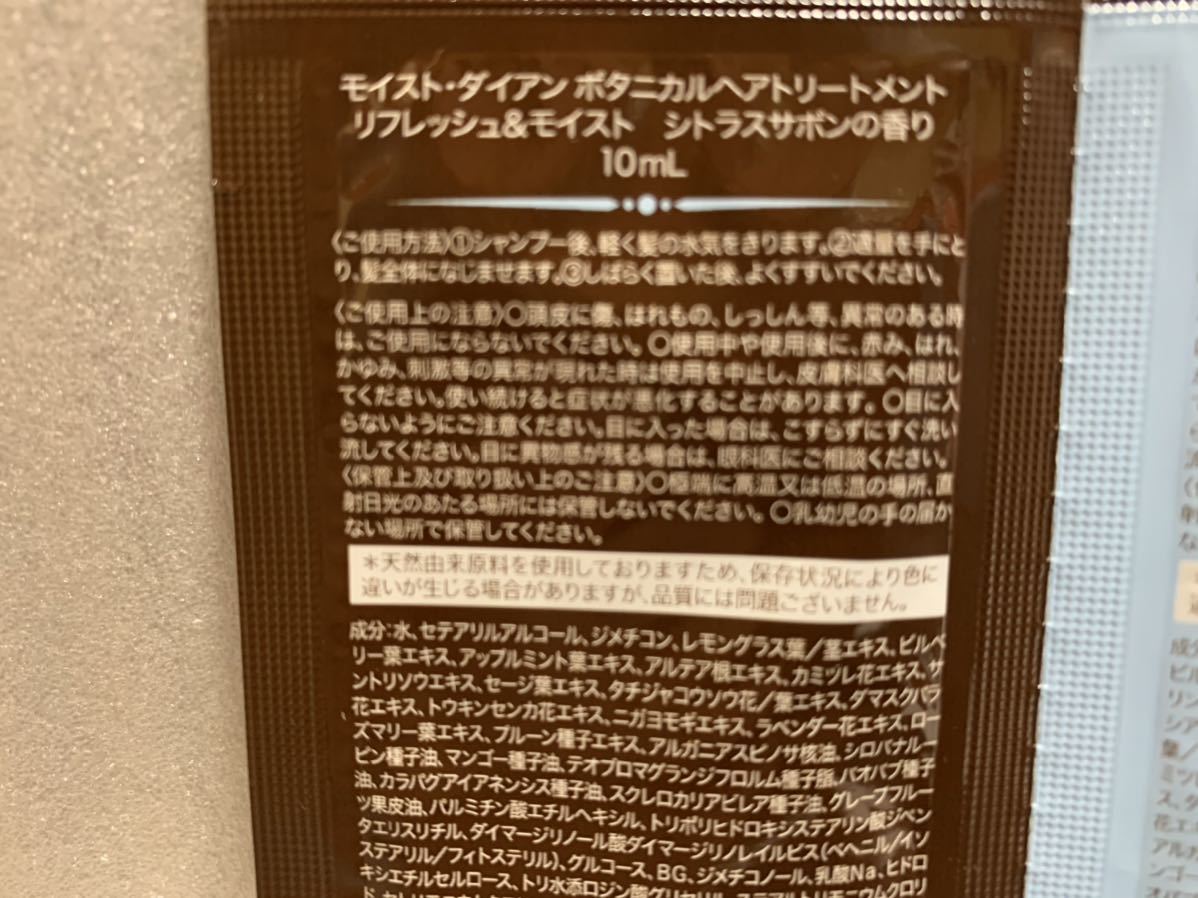 モイスト・ダイアン ボタニカルヘアトリートメント
リフレッシュ&モイスト　シトラスサボンの香り
10mL
〈ご使用方法〉①シャンプー後、軽く髪の水気をきります。②適量を手にと
り、髪全体になじませます。③しばらく置いた後、よくすすいでください。
〈ご使用上の注意〉○頭皮に傷、はれもの、しっしん等、異常のある時
は、ご使用にならないでください。○使用中や使用後に、赤み、はれ、
かゆみ、刺激等の異常が現れた時は使用を中止し、皮膚科医へ相談し
てください。使い続けると症状が悪化することがあります。○目に入
らないようにご注意ください。目に入った場合は、こすらずにすぐ洗い
流してください。目に異物感が残る場合は、眼科医にご相談ください。
〈保管上及び取り扱い上のご注意〉○極端に高温又は低温の場所、直
射日光のあたる場所には保管しないでください。○乳幼児の手の届か
ない場所で保管してください。
＊天然由来原料を使用しておりますため、保存状況により色に
違いが生じる場合がありますが、品質には問題ございません。
成分:水、セテアリルアルコール、ジメチコン、レモングラス葉／茎エキス、ビルベ
リー葉エキス、アップルミント葉エキス、アルテア根エキス、カミツレ花エキス、サ
ントリソウエキス、セージ葉エキス、タチジャコウソウ花／葉エキス、ダマスクバラ
花エキス、トウキンセンカ花エキス、ニガヨモギエキス、ラベンダー花エキス、ロー
ズマリー葉エキス、プルーン種子エキス、アルガニアスピノサ核油、シロバナルー
ピン種子油、マンゴー種子油、テオブロマグランジフロルム種子脂、バオバブ種子
油、カラパグアイアネンシス種子油、スクレロカリアビレア種子油、グレープフルー
ツ果皮油、パルミチン酸エチルヘキシル、トリポリヒドロキシステアリン酸ジペン
タエリスリチル、ダイマージリノール酸ダイマージリノレイルビス(ベヘニル/イソ
ステアリル/フィトステリル)、グルコース、BG、ジメチコノール、乳酸Na、ヒドロ
キシエチルセルロース、トリ水添ロジン酸グリセリル、ステアルトリモニウムクロリ